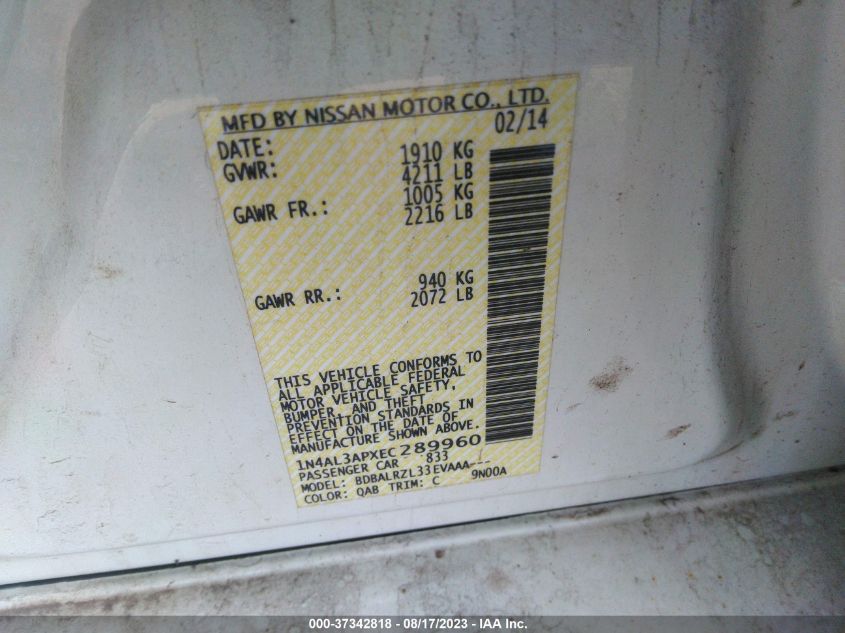 MFD BY NISSAN MOTOR CO., LTD.
DATE: 02/14
GVWR: 1910 KG
4211 LB
GAWR FR.: 1005 KG
2216 LB
GAWR RR.: 940 KG
2072 LB
THIS VEHICLE CONFORMS TO
ALL APPLICABLE FEDERAL
MOTOR VEHICLE SAFETY,
BUMPER, AND THEFT
PREVENTION STANDARDS IN
EFFECT ON THE DATE OF
MANUFACTURE SHOWN ABOVE.
1N4AL3APXEC289960
PASSENGER CAR 833
MODEL: BDBALRZL33EVAAA---
COLOR: QAB TRIM: C 9N00A
000-37342818 - 08/17/2023 - IAA Inc.